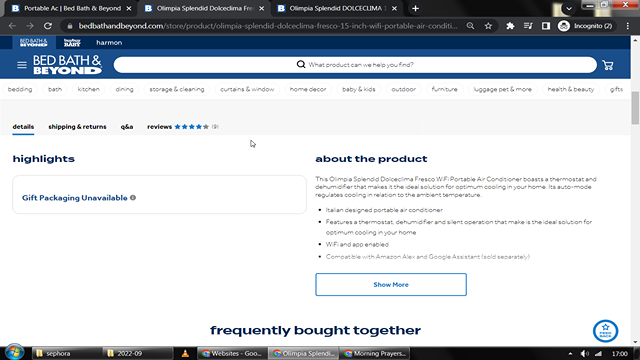 Portable Ac | Bed Bath & Be
Olimpia Splendid Dolceclima Fre
Olimpia Splendid DOLCECLIMA
bedbathandbeyond.com/store/product/olimpia-splendid-dolceclima-fresco-15-inch-wifi-portable-air-conditi...
Incognito (2)
BED BATH & BEYOND
buybuy BABY
harmon
BED BATH &
BEYOND
What product can we help you find?
bedding bath kitchen dining storage & cleaning curtains & window home decor baby & kids outdoor furniture luggage pet & more health & beauty gifts
details shipping & returns q&a reviews (9)
highlights
Gift Packaging Unavailable
about the product
This Olimpia Splendid Dolceclima Fresco WiFi Portable Air Conditioner boasts a thermostat and
dehumidifier that makes it the ideal solution for optimum cooling in your home. Its auto-mode
regulates cooling in relation to the ambient temperature.
• Italian designed portable air conditioner
• Features a thermostat, dehumidifier and silent operation that make is the ideal solution for
optimum cooling in your home
• WiFi and app enabled
• Compatible with Amazon Alex and Google Assistant (sold separately)
Show More
frequently bought together
FEED
BACK
sephora
2022-09
Websites - Goo...
Olimpia Splendi...
Morning Prayers...
17:00